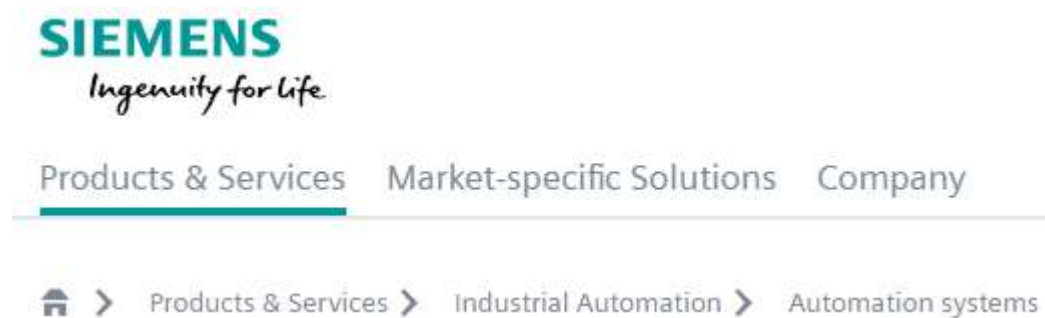 SIEMENS
Ingenuity for life
Products & Services Market-specific Solutions Company
Products & Services Industrial Automation Automation systems